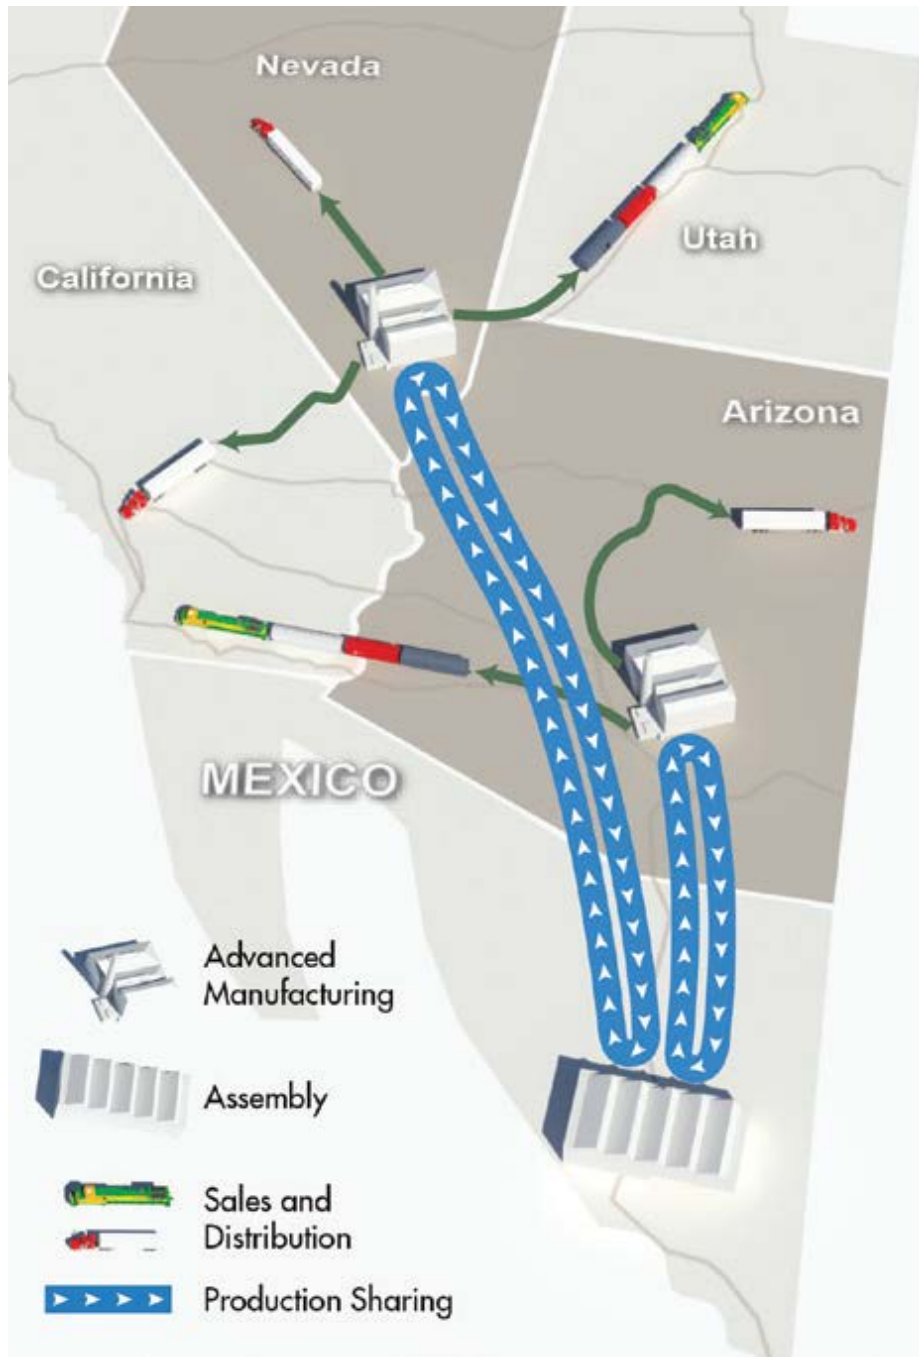 Nevada
Utah
California
Arizona
MEXICO
Advanced
Manufacturing
Assembly
Sales and
Distribution
Production Sharing